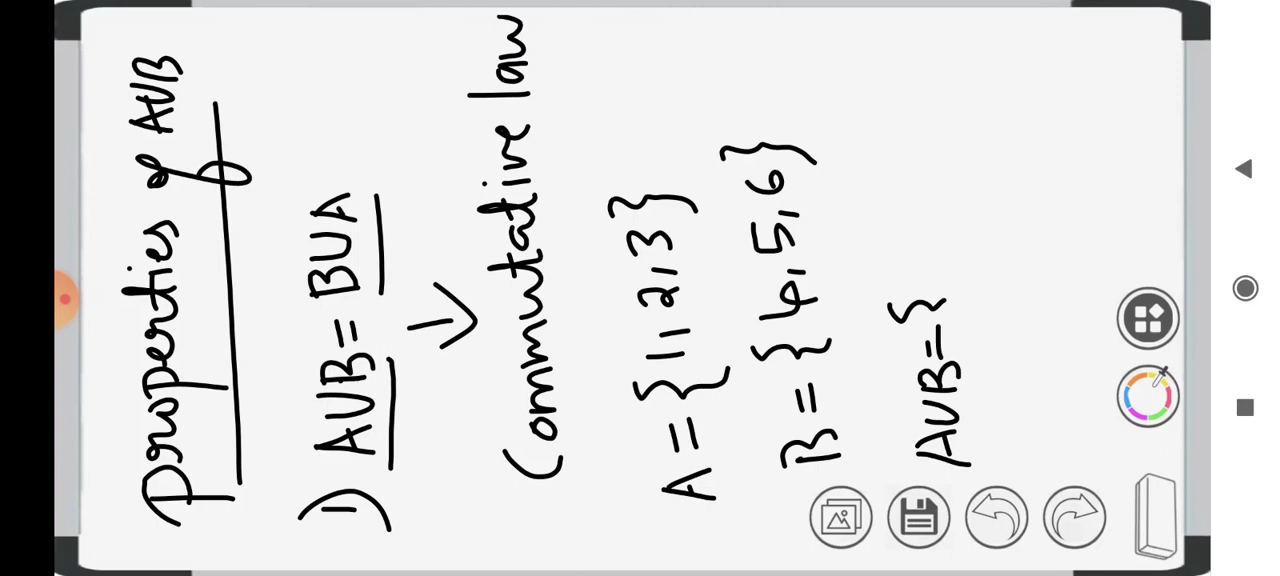 properties of AUB
1) AUB = BUA
↓
Commutative law
A = {1, 2, 3}
B = {4, 5, 6}
AUB = {